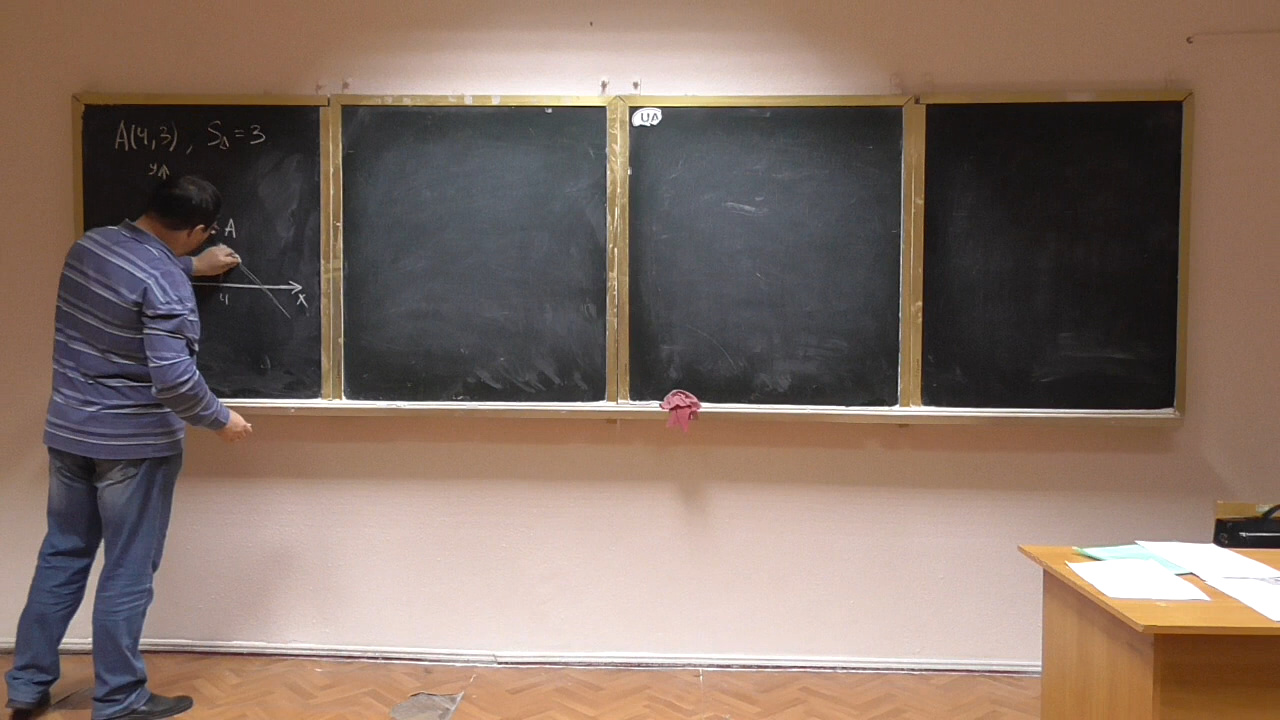 A(4,3), S△=3
y
A
4
x
UA